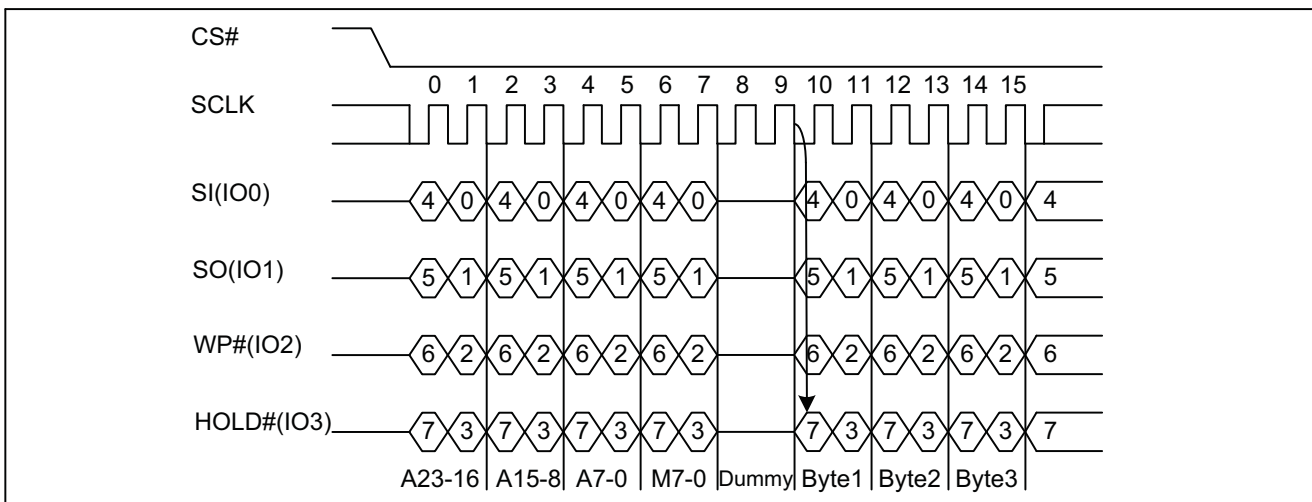 CS#
0 1 2 3 4 5 6 7 8 9 10 11 12 13 14 15
SCLK
SI(IO0) 4 0 4 0 4 0 4 0 4 0 4 0 4 0 4
SO(IO1) 5 1 5 1 5 1 5 1 5 1 5 1 5 1 5
WP#(IO2) 6 2 6 2 6 2 6 2 6 2 6 2 6 2 6
HOLD#(IO3) 7 3 7 3 7 3 7 3 7 3 7 3 7 3 7
A23-16 A15-8 A7-0 M7-0 Dummy Byte1 Byte2 Byte3